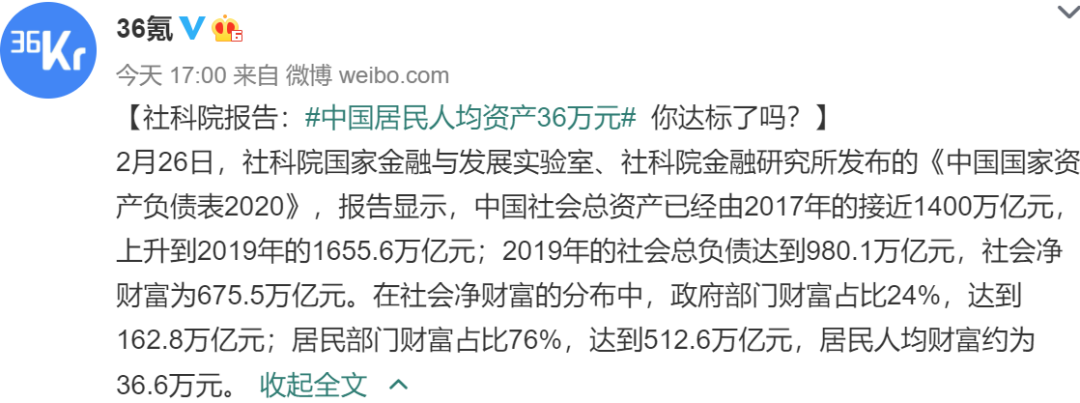 36Kr
36氪
今天 17:00 来自 微博 weibo.com
【社科院报告：#中国居民人均资产36万元# 你达标了吗？】
2月26日，社科院国家金融与发展实验室、社科院金融研究所发布的《中国国家资
产负债表2020》，报告显示，中国社会总资产已经由2017年的接近1400万亿元，
上升到2019年的1655.6万亿元；2019年的社会总负债达到980.1万亿元，社会净
财富为675.5万亿元。在社会净财富的分布中，政府部门财富占比24%，达到
162.8万亿元；居民部门财富占比76%，达到512.6万亿元，居民人均财富约为
36.6万元。 收起全文